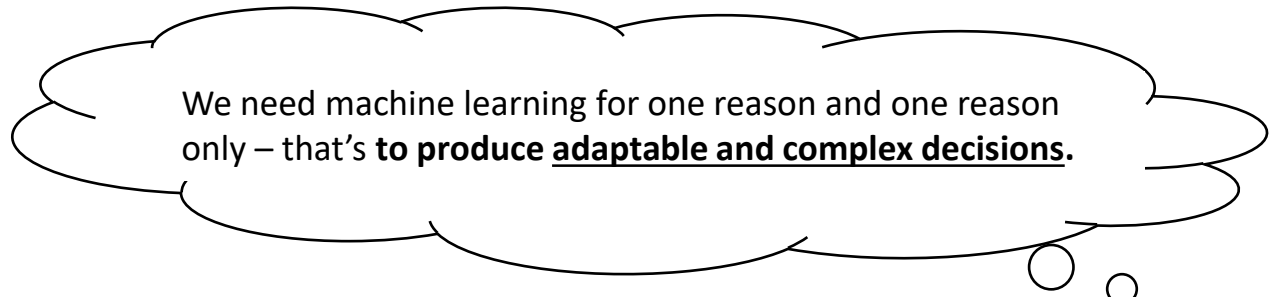 We need machine learning for one reason and one reason
only – that's to produce adaptable and complex decisions.